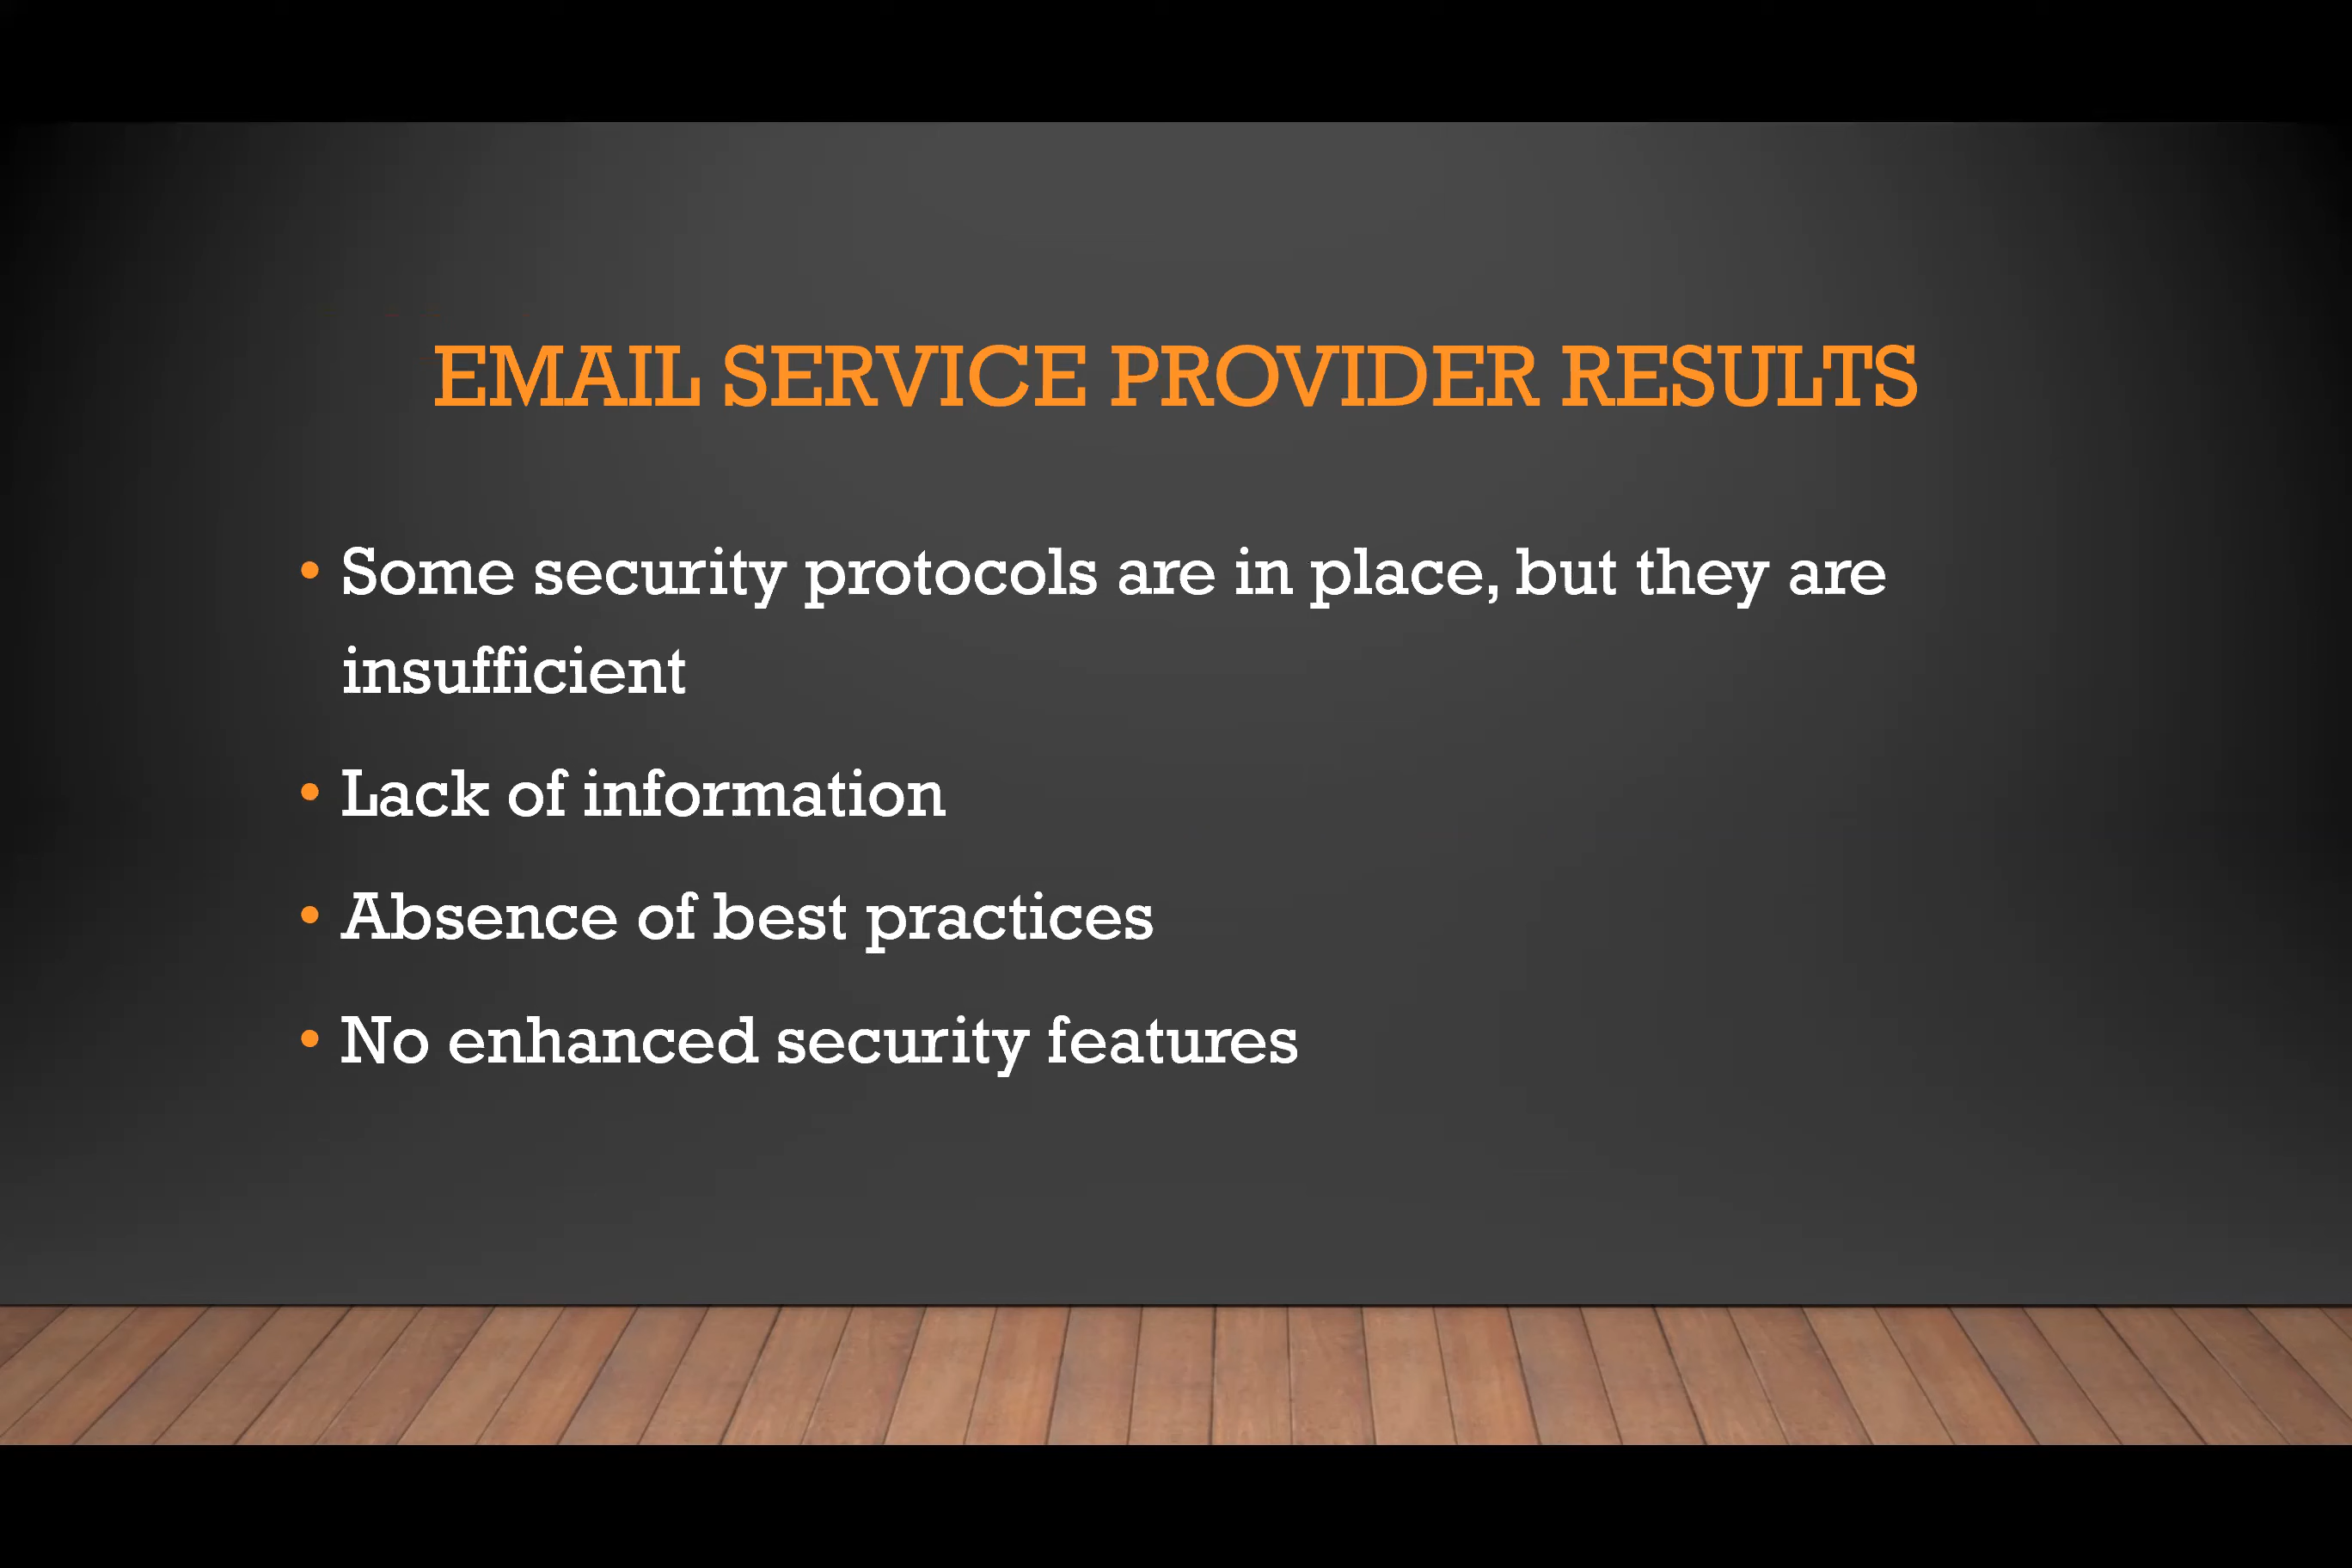 EMAIL SERVICE PROVIDER RESULTS
• Some security protocols are in place, but they are
insufficient
• Lack of information
• Absence of best practices
• No enhanced security features